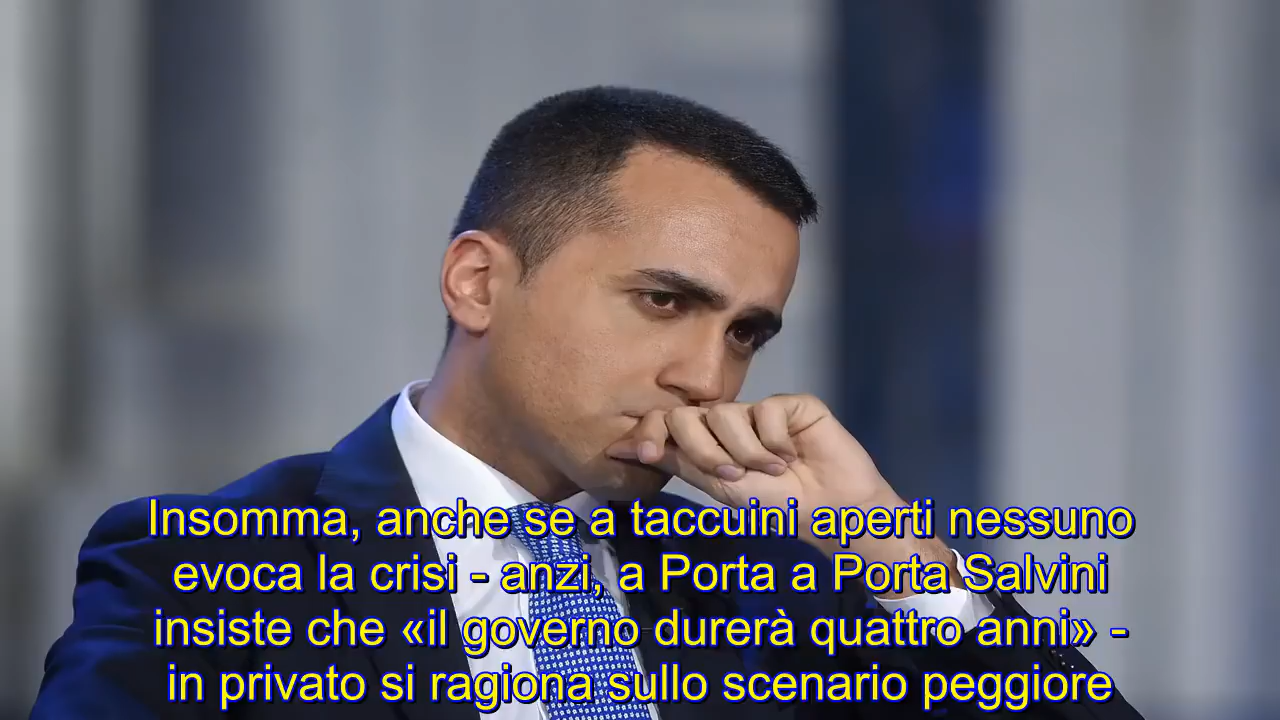 Insomma, anche se a taccuini aperti nessuno
evoca la crisi - anzi, a Porta a Porta Salvini
insiste che «il governo durerà quattro anni» -
in privato si ragiona sullo scenario peggiore